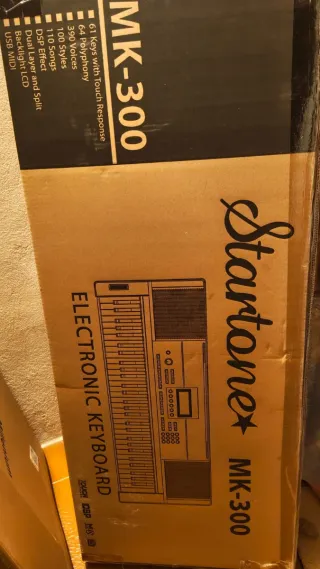 MK-300
61 Keys with Touch Response
64 Polyphony
390 Voices
100 Styles
110 Songs
DSP Effect
Dual Layer and Split
Backlight LCD
USB MIDI
Startone
MK-300
ELECTRONIC KEYBOARD